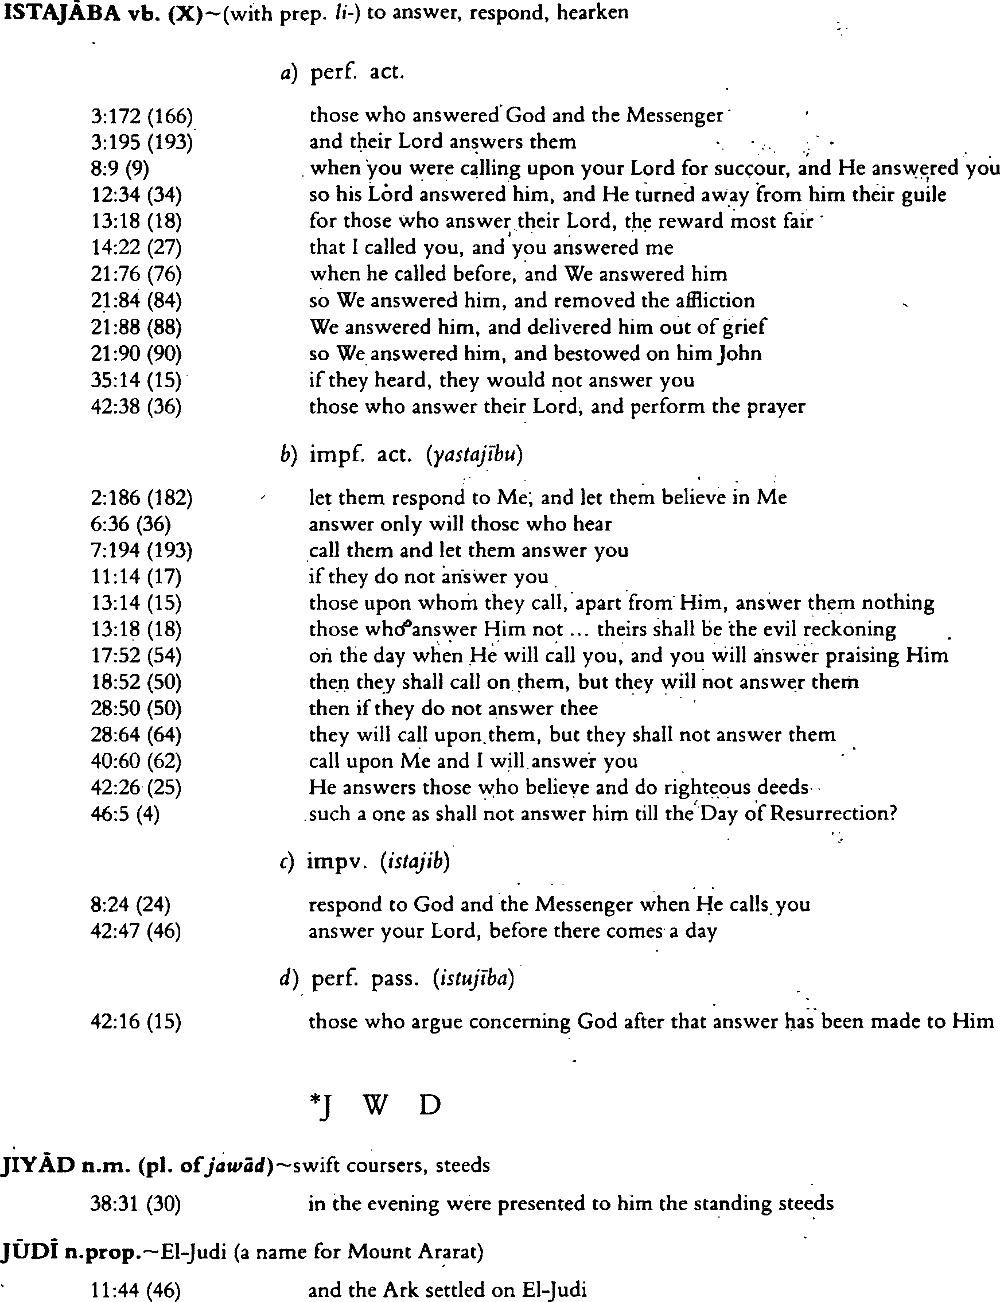 ISTAJĀBA vb. (X)~(with prep. li-) to answer, respond, hearken
a) perf. act.
3:172 (166) those who answered God and the Messenger
3:195 (193) and their Lord answers them
8:9 (9) when you were calling upon your Lord for succour, and He answered you
12:34 (34) so his Lord answered him, and He turned away from him their guile
13:18 (18) for those who answer their Lord, the reward most fair
14:22 (27) that I called you, and you answered me
21:76 (76) when he called before, and We answered him
21:84 (84) so We answered him, and removed the affliction
21:88 (88) We answered him, and delivered him out of grief
21:90 (90) so We answered him, and bestowed on him John
35:14 (15) if they heard, they would not answer you
42:38 (36) those who answer their Lord, and perform the prayer
b) impf. act. (yastajību)
2:186 (182) let them respond to Me, and let them believe in Me
6:36 (36) answer only will those who hear
7:194 (193) call them and let them answer you
11:14 (17) if they do not answer you
13:14 (15) those upon whom they call, apart from Him, answer them nothing
13:18 (18) those who answer Him not ... theirs shall be the evil reckoning
17:52 (54) on the day when He will call you, and you will answer praising Him
18:52 (50) then they shall call on them, but they will not answer them
28:50 (50) then if they do not answer thee
28:64 (64) they will call upon them, but they shall not answer them
40:60 (62) call upon Me and I will answer you
42:26 (25) He answers those who believe and do righteous deeds
46:5 (4) such a one as shall not answer him till the Day of Resurrection?
c) impv. (istajib)
8:24 (24) respond to God and the Messenger when He calls you
42:47 (46) answer your Lord, before there comes a day
d) perf. pass. (istujība)
42:16 (15) those who argue concerning God after that answer has been made to Him
*J W D
JIYĀD n.m. (pl. of jawād)~swift coursers, steeds
38:31 (30) in the evening were presented to him the standing steeds
JŪDĪ n.prop.~El-Judi (a name for Mount Ararat)
11:44 (46) and the Ark settled on El-Judi